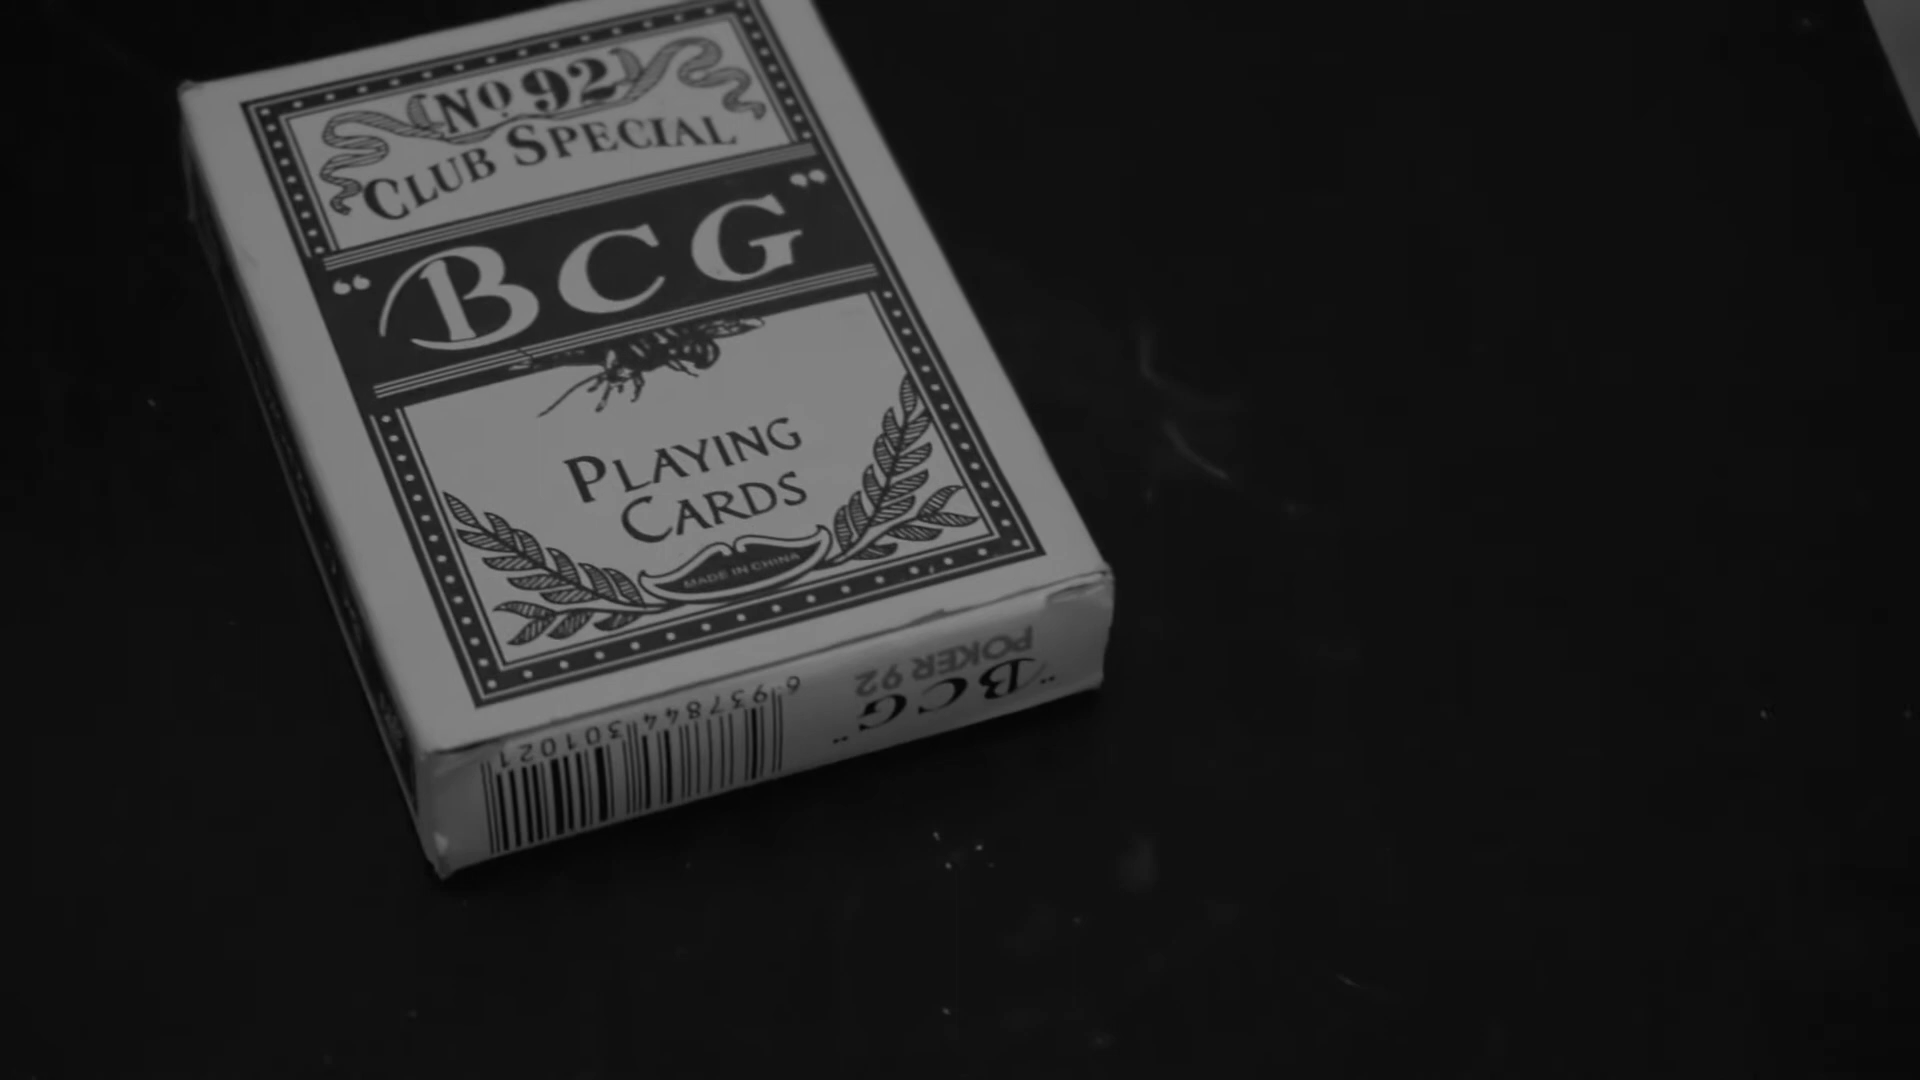 No. 92
CLUB SPECIAL
“BCG”
PLAYING
CARDS
MADE IN CHINA
"BCG"
POKER 92
6 937844 301021